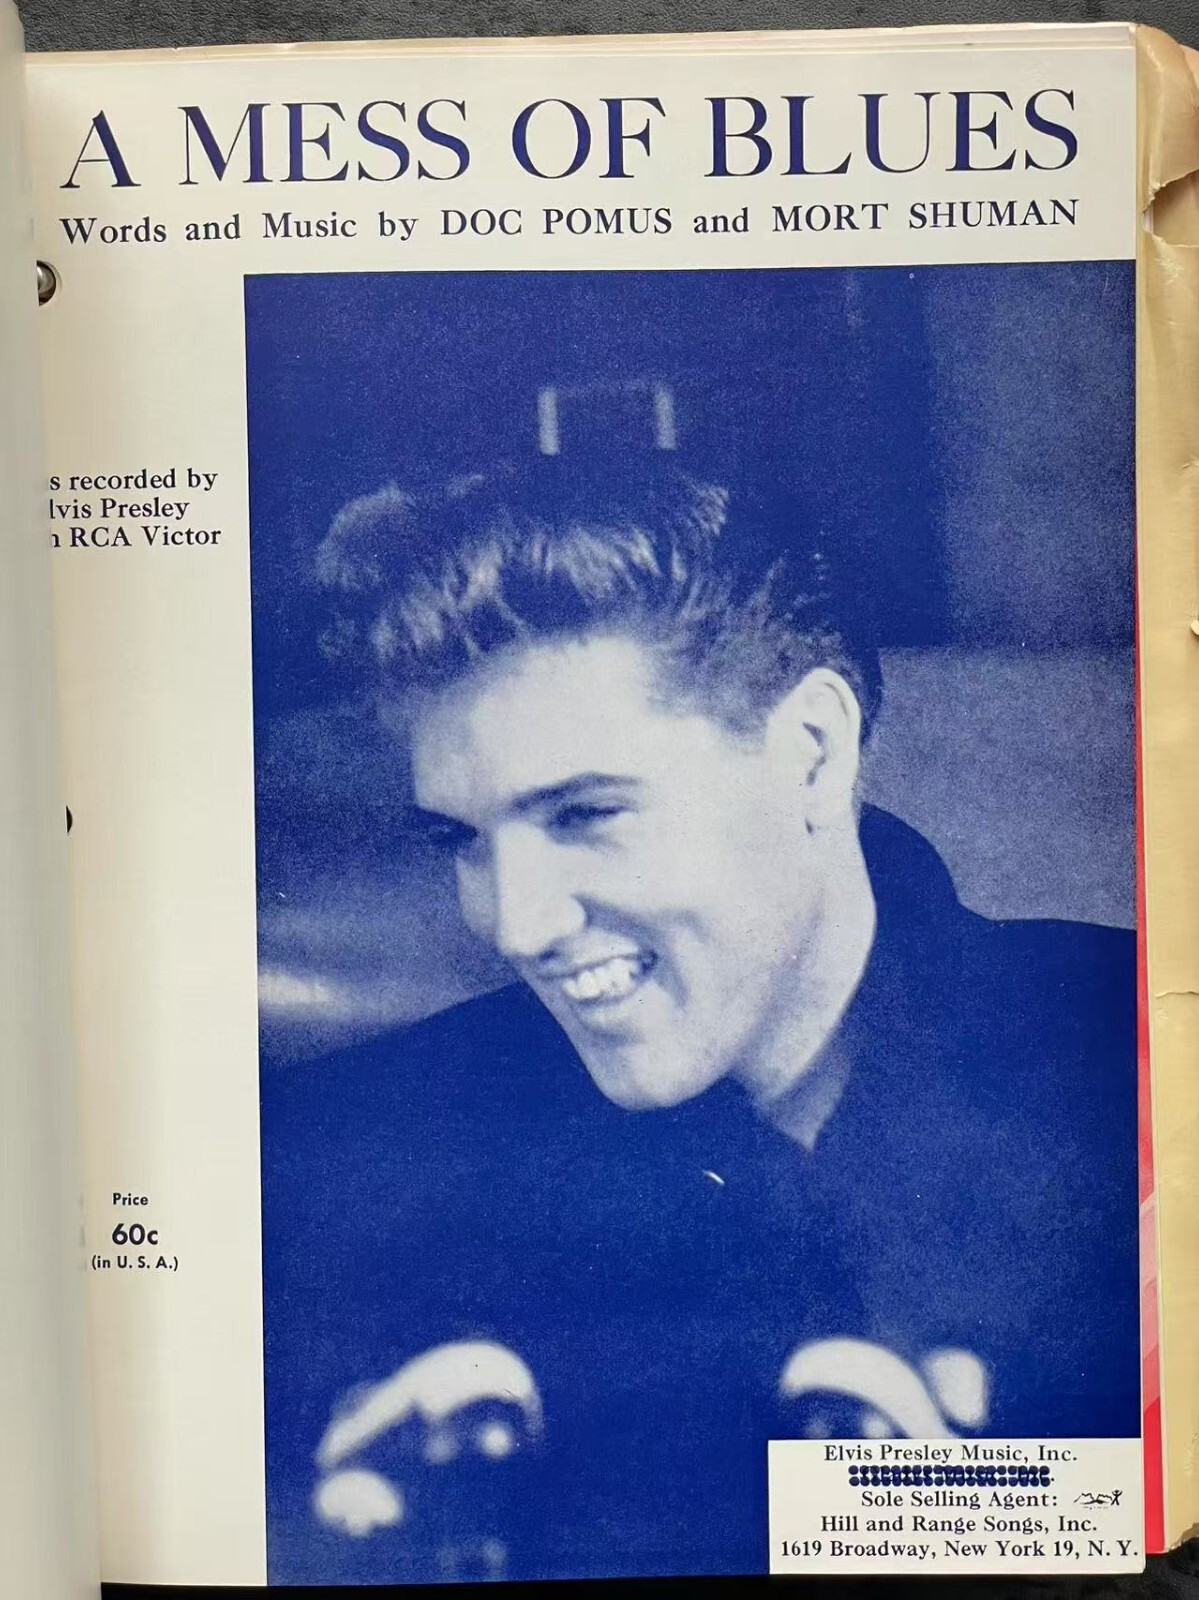 A MESS OF BLUES
Words and Music by DOC POMUS and MORT SHUMAN
s recorded by
lvis Presley
n RCA Victor
Price
60c
(in U. S. A.)
Elvis Presley Music, Inc.
Sole Selling Agent:
Hill and Range Songs, Inc.
1619 Broadway, New York 19, N. Y.